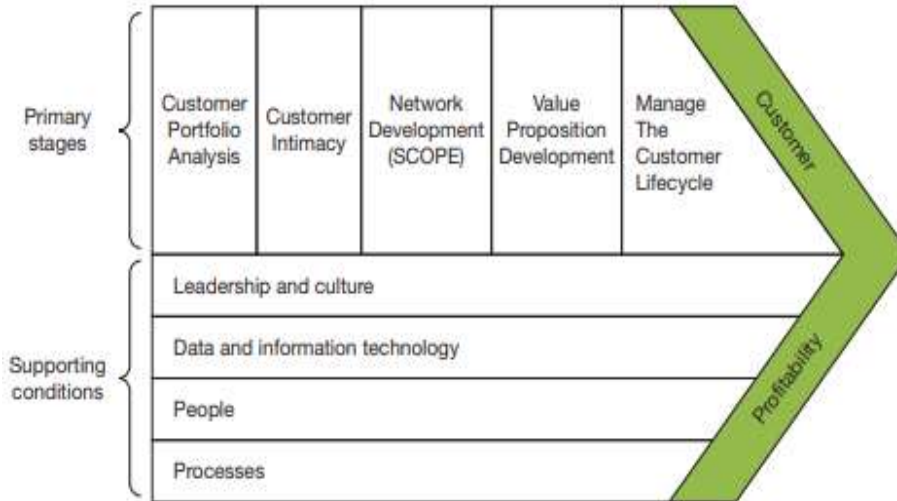 Primary
stages
Customer
Portfolio
Analysis
Customer
Intimacy
Network
Development
(SCOPE)
Value
Proposition
Development
Manage
The
Customer
Lifecycle
Customer
Supporting
conditions
Leadership and culture
Data and information technology
People
Processes
Profitability